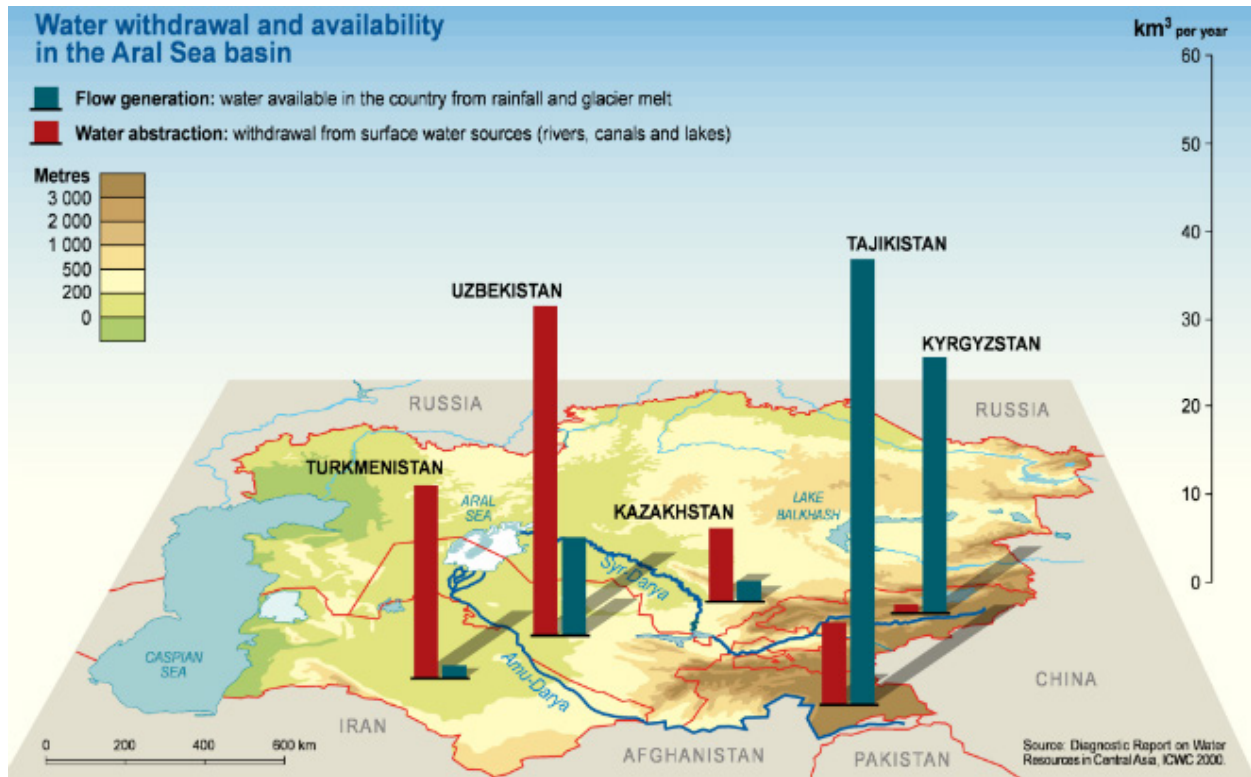 Water withdrawal and availability
in the Aral Sea basin
Flow generation: water available in the country from rainfall and glacier melt
Water abstraction: withdrawal from surface water sources (rivers, canals and lakes)
Metres
3 000
2 000
1 000
500
200
0
km³ per year
60
50
40
30
20
10
0
TAJIKISTAN
UZBEKISTAN
KYRGYZSTAN
RUSSIA
RUSSIA
TURKMENISTAN
ARAL
SEA
KAZAKHSTAN
LAKE
BALKHASH
Syr-Darya
CASPIAN
SEA
Amu-Darya
CHINA
IRAN
AFGHANISTAN
PAKISTAN
0 200 400 600 km
Source: Diagnostic Report on Water
Resources in Central Asia, ICWC 2000.